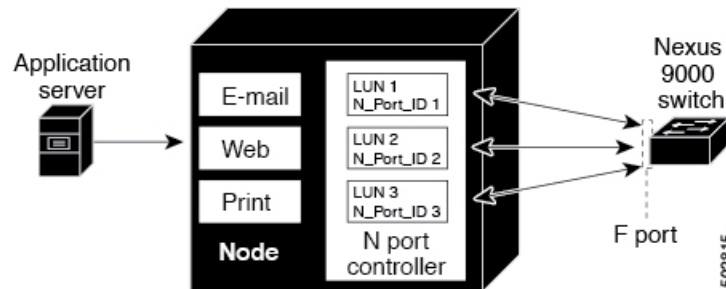 Application
server
E-mail
Web
Print
Node
LUN 1
N_Port_ID 1
LUN 2
N_Port_ID 2
LUN 3
N_Port_ID 3
N port
controller
Nexus
9000
switch
F port